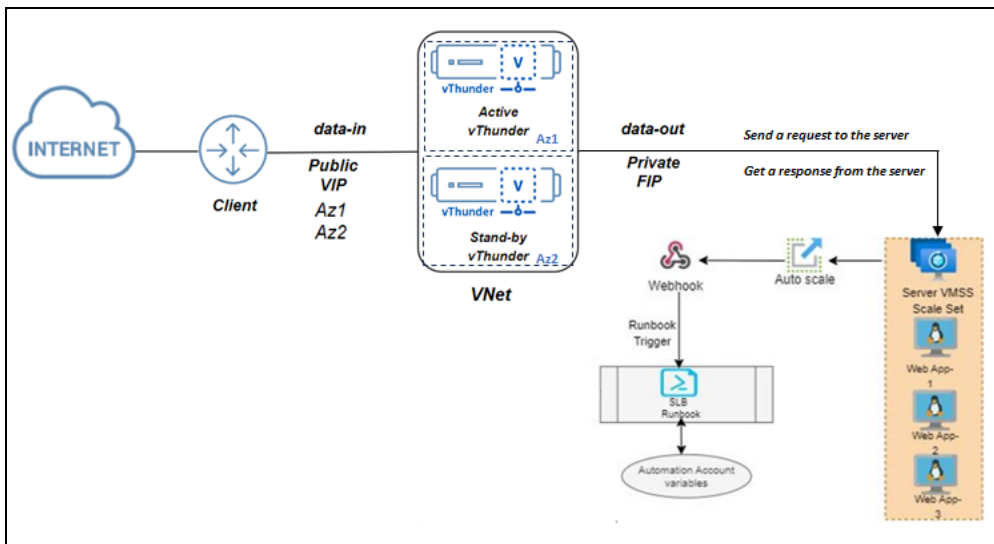 INTERNET
Client
data-in
Public
VIP
Az1
Az2
V
vThunder
Active
vThunder
Az1
V
vThunder
Stand-by
vThunder
Az2
VNet
data-out
Private
FIP
Send a request to the server
Get a response from the server
Server VMSS
Scale Set
Web App-
1
Web App-
2
Web App-
3
Auto scale
Webhook
Runbook
Trigger
SLB
Runbook
Automation Account
variables